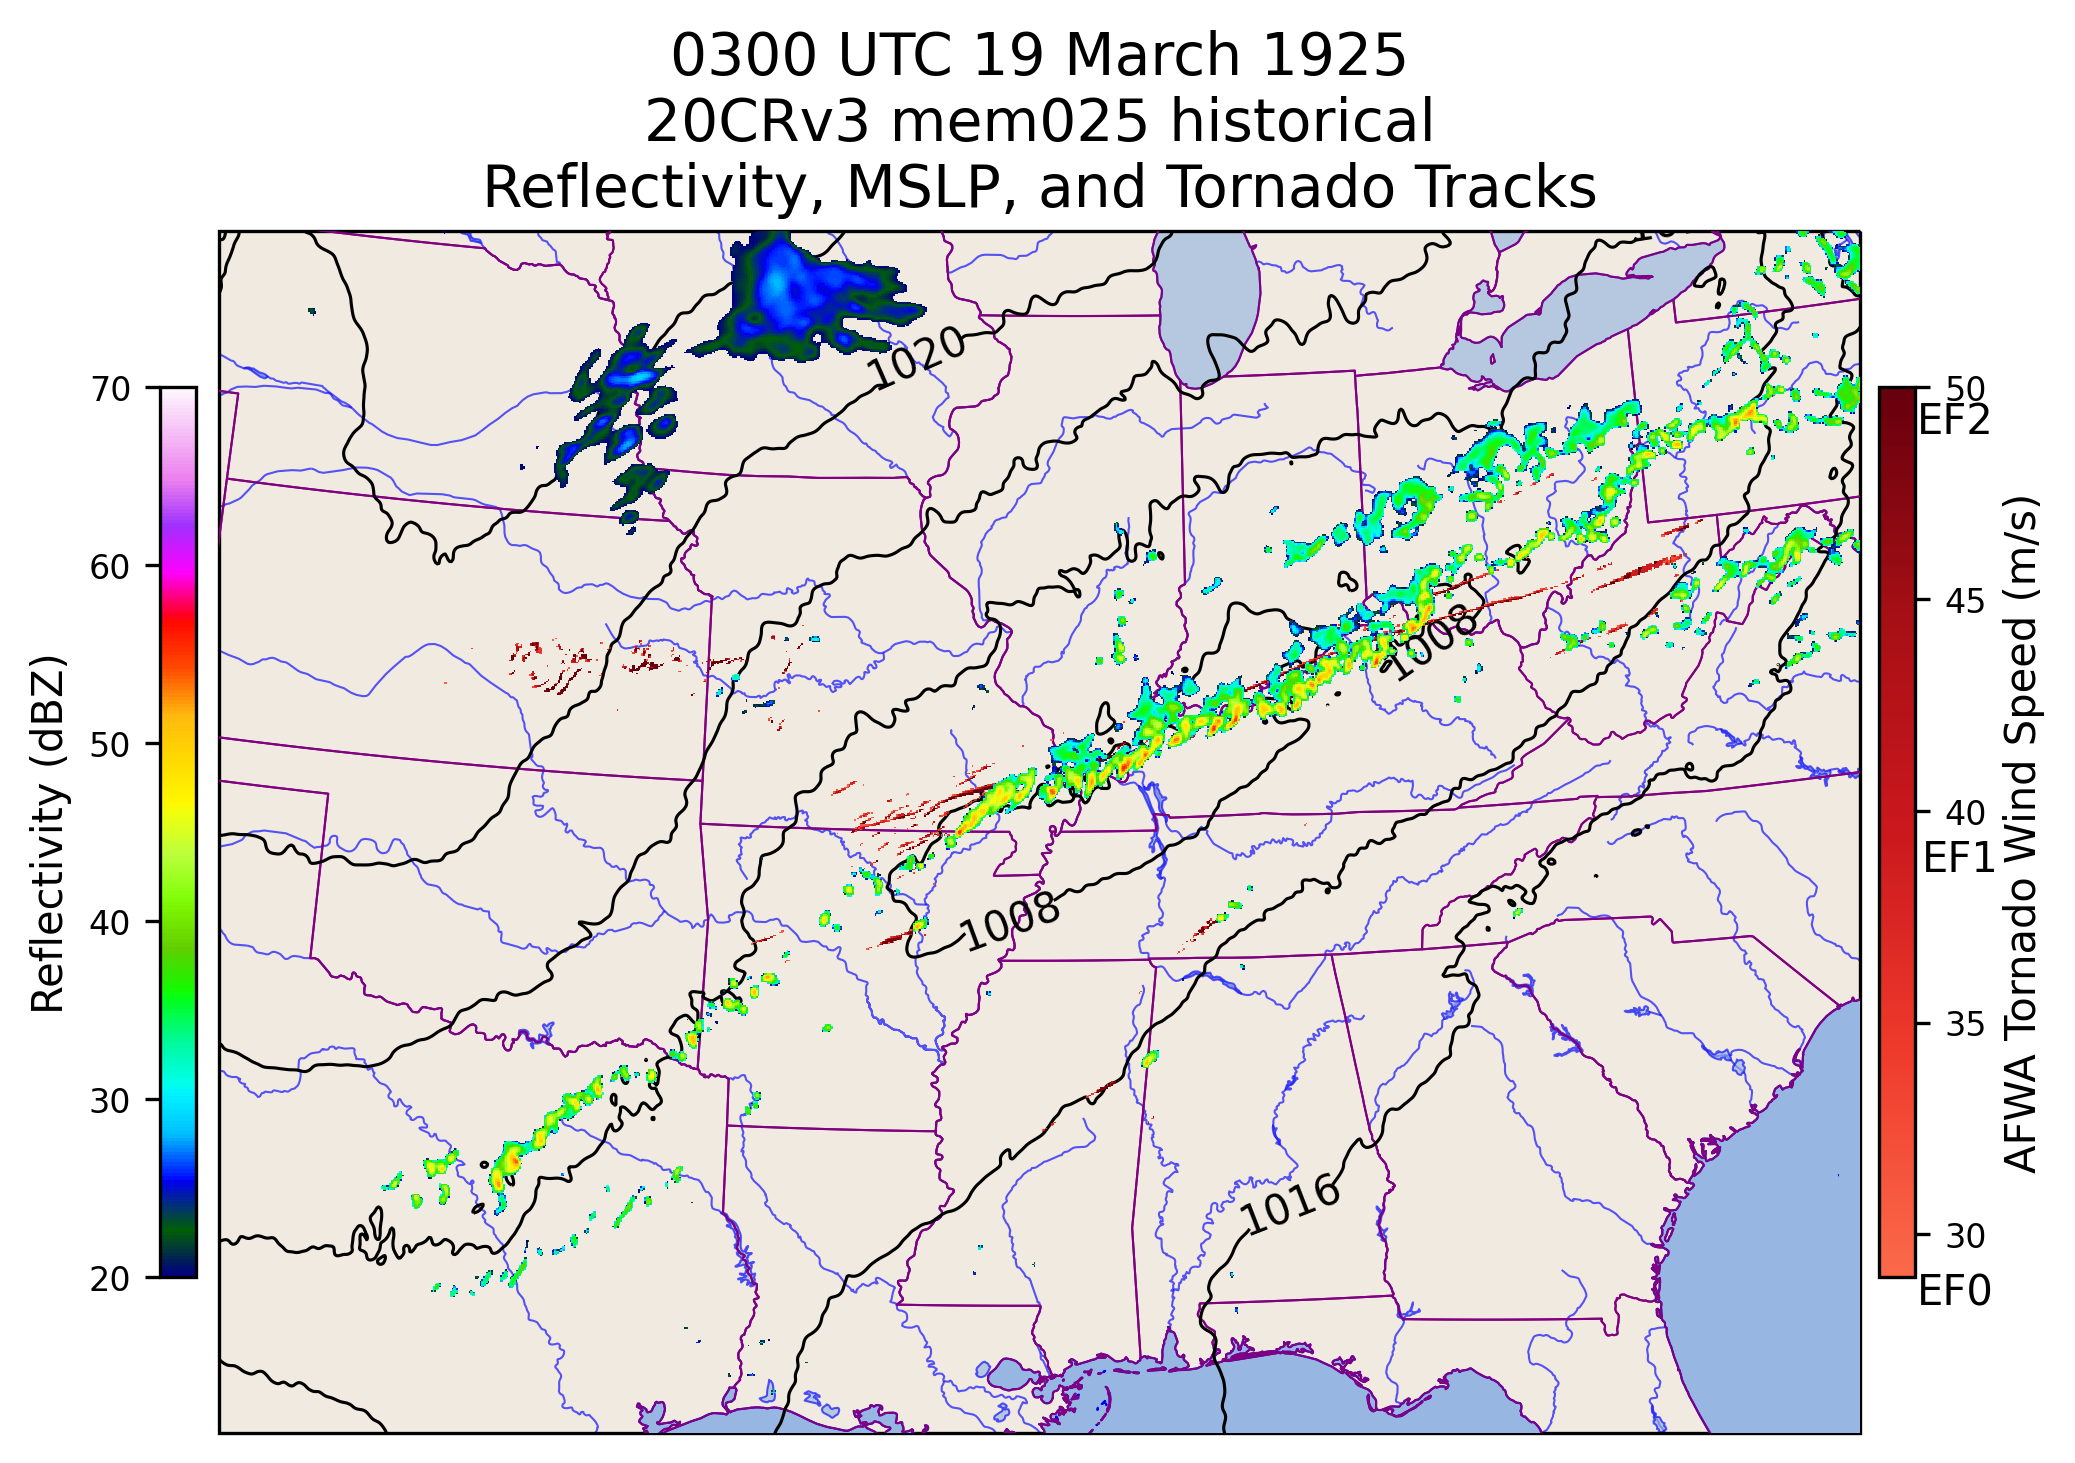 0300 UTC 19 March 1925
20CRv3 mem025 historical
Reflectivity, MSLP, and Tornado Tracks
1020
1008
1008
1016
70
60
50
40
30
20
Reflectivity (dBZ)
50
EF2
45
40
EF1
35
30
EF0
AFWA Tornado Wind Speed (m/s)